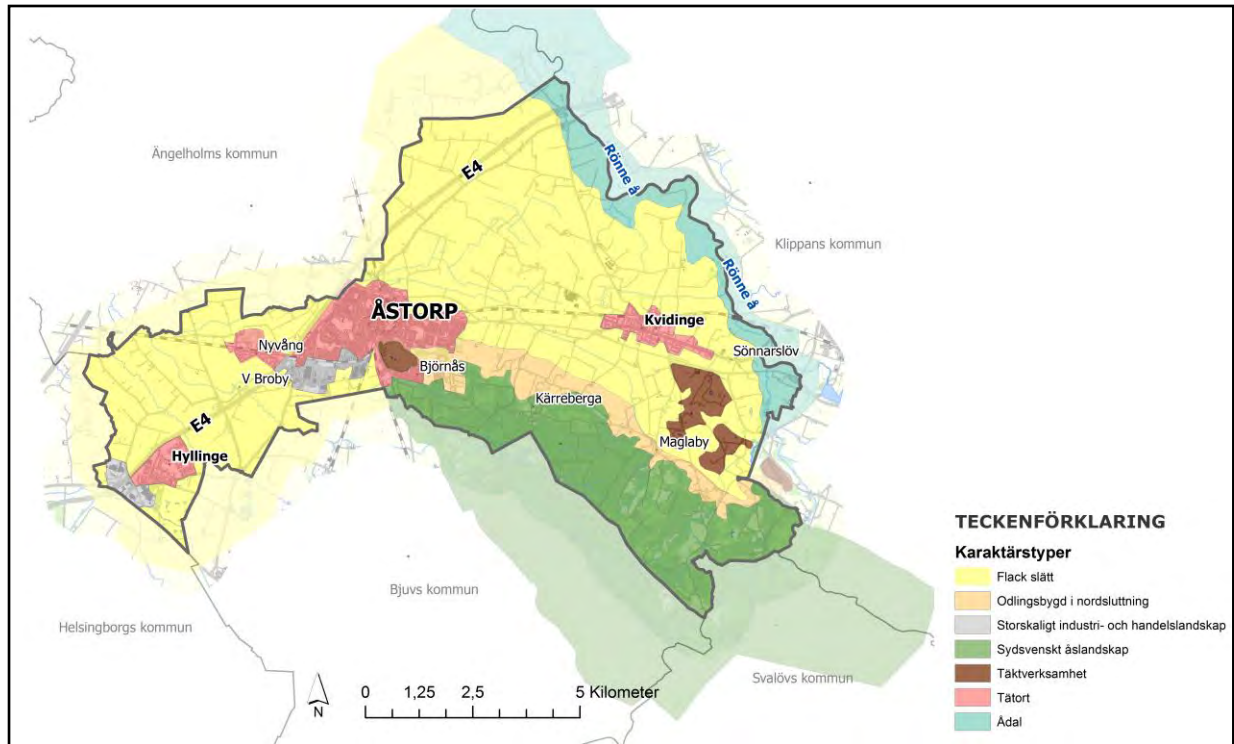 Ängelholms kommun
E4
Rönne å
Klippans kommun
Rönne å
ÅSTORP
Kvidinge
Nyvång
Sönnarslöv
Björnås
V Broby
Kärreberga
E4
Maglaby
Hyllinge
Bjuvs kommun
Helsingborgs kommun
Svalövs kommun
N
0 1,25 2,5 5 Kilometer
TECKENFÖRKLARING
Karaktärstyper
Flack slätt
Odlingsbygd i nordsluttning
Storskaligt industri- och handelslandskap
Sydsvenskt åslandskap
Täktverksamhet
Tätort
Ådal